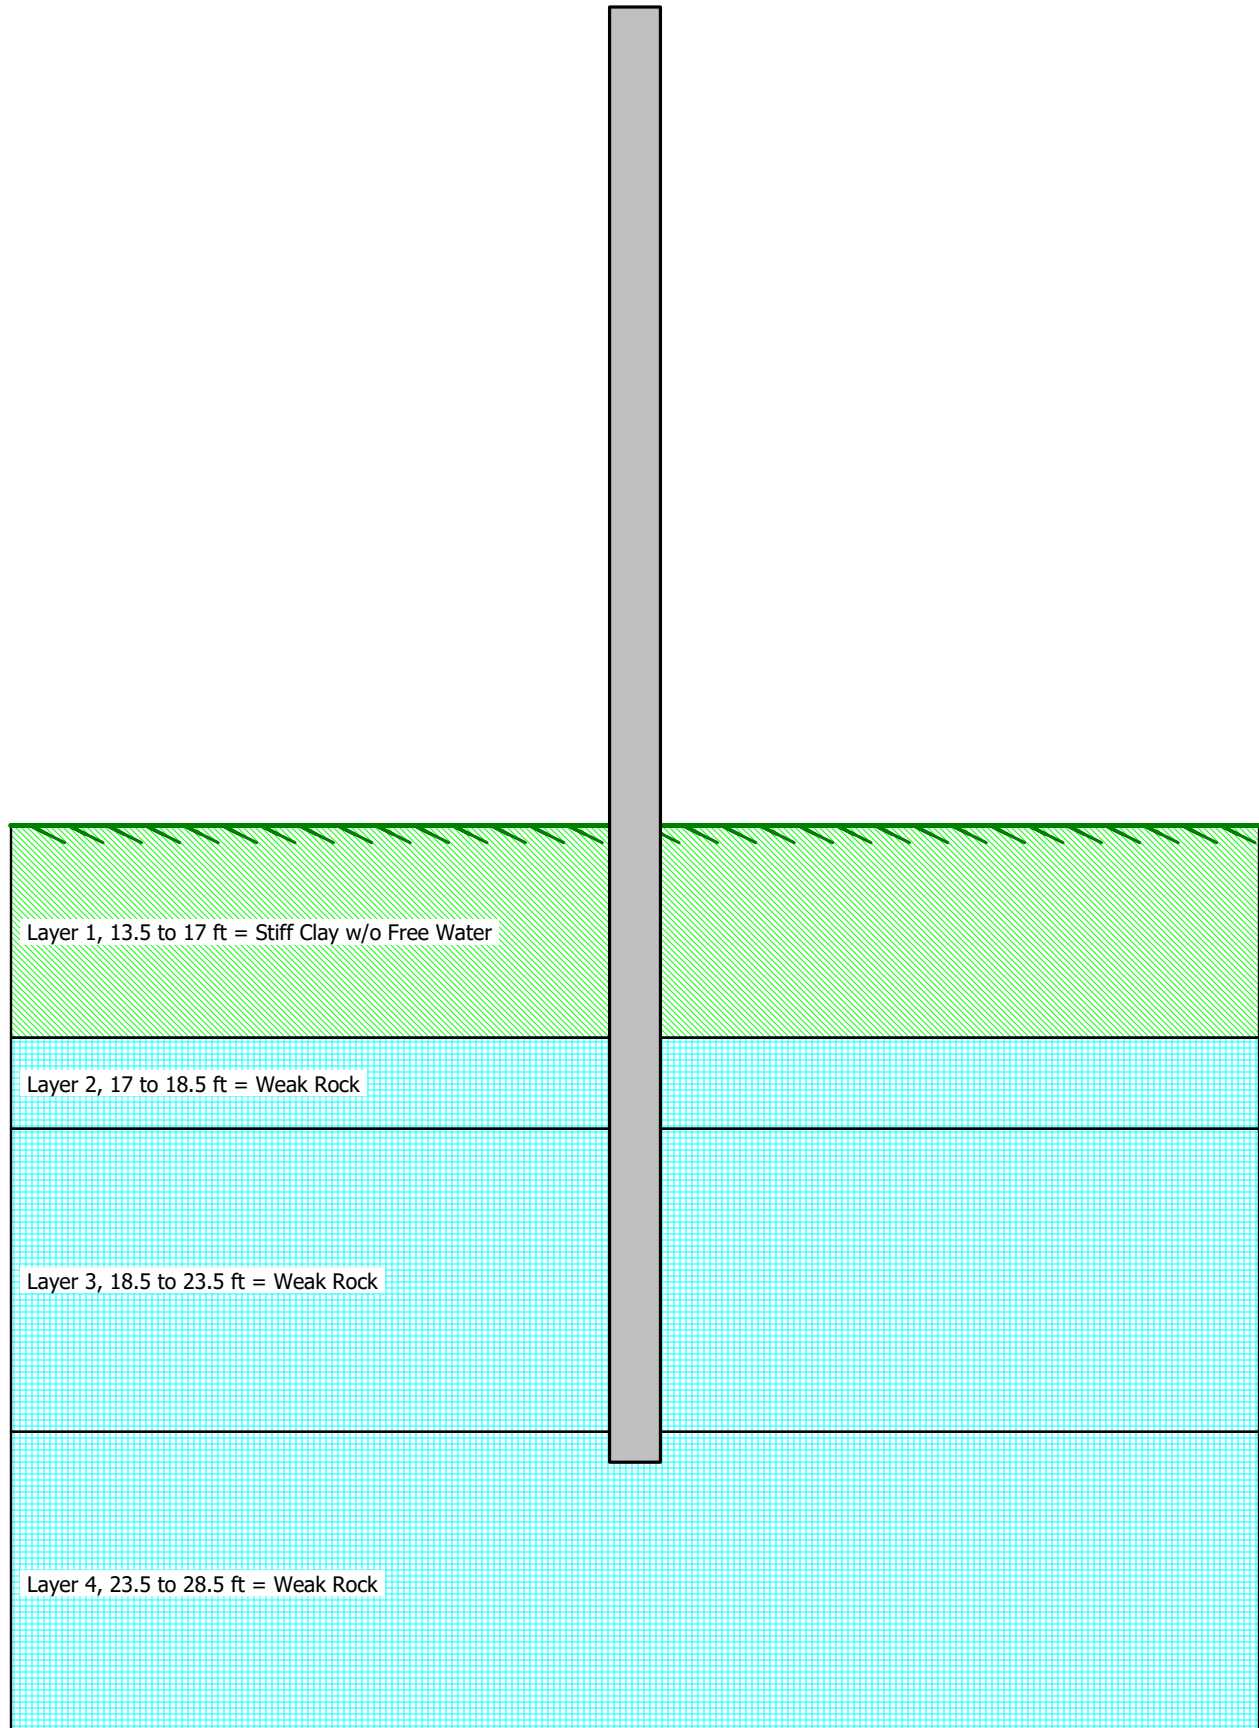 Layer 1, 13.5 to 17 ft = Stiff Clay w/o Free Water
Layer 2, 17 to 18.5 ft = Weak Rock
Layer 3, 18.5 to 23.5 ft = Weak Rock
Layer 4, 23.5 to 28.5 ft = Weak Rock